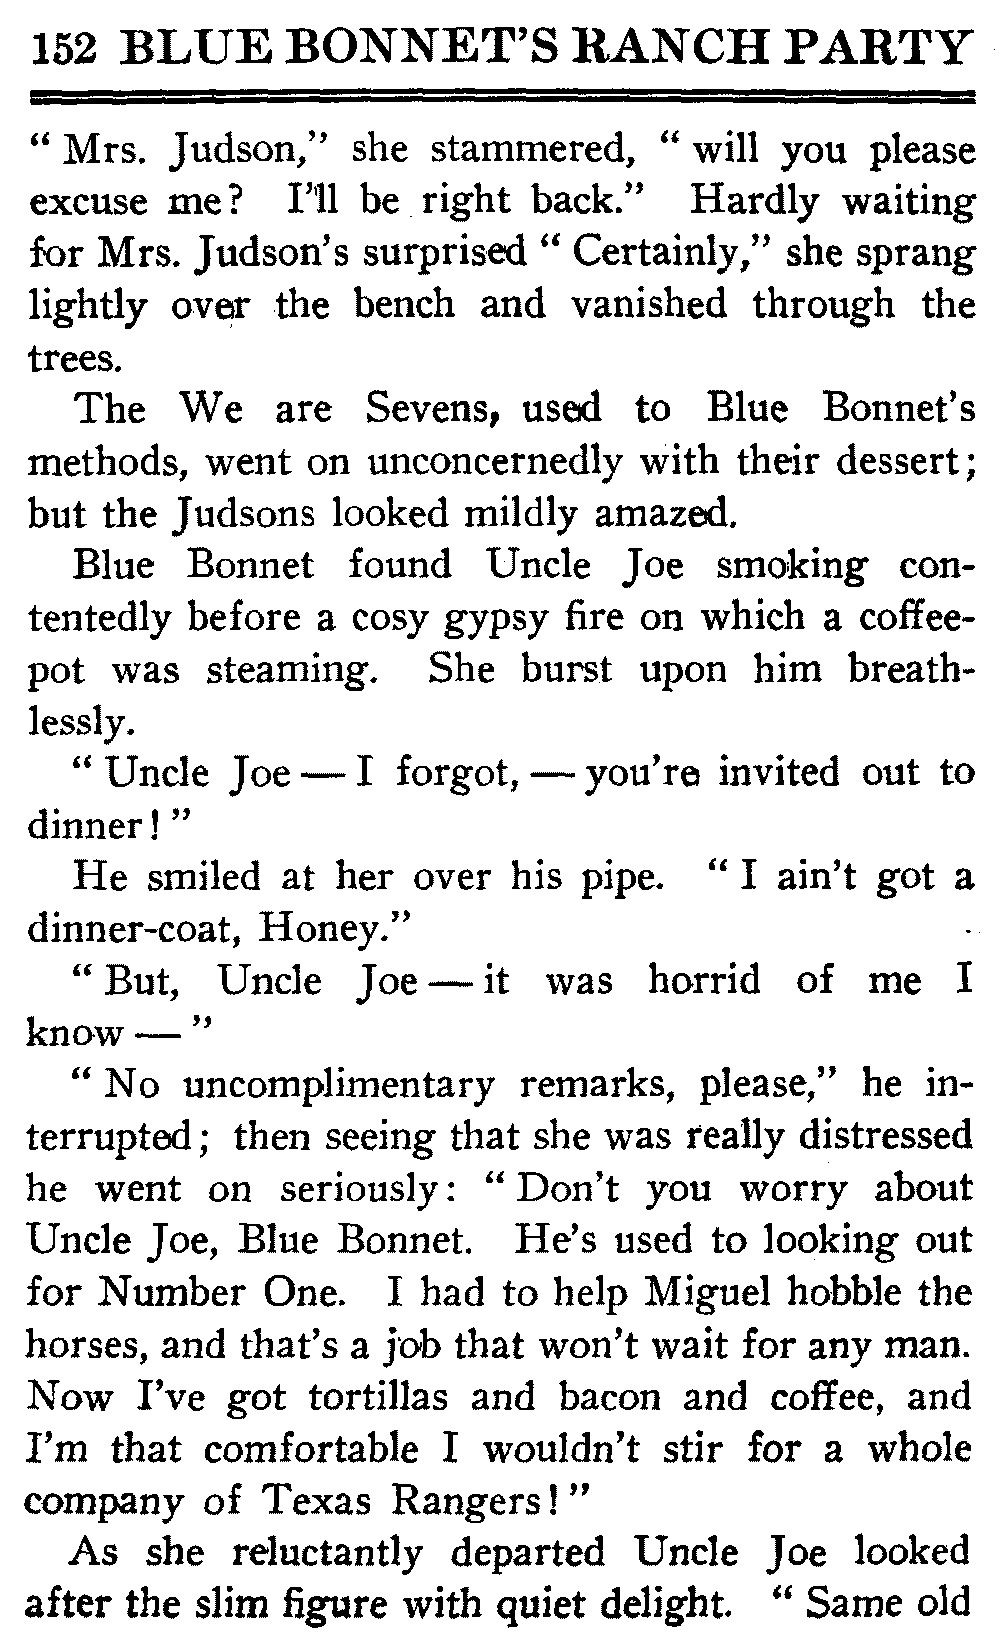 152 BLUE BONNET'S RANCH PARTY
" Mrs. Judson," she stammered, " will you please
excuse me? I'll be right back." Hardly waiting
for Mrs. Judson's surprised " Certainly," she sprang
lightly over the bench and vanished through the
trees.
The We are Sevens, used to Blue Bonnet's
methods, went on unconcernedly with their dessert;
but the Judsons looked mildly amazed.
Blue Bonnet found Uncle Joe smoking con-
tentedly before a cosy gypsy fire on which a coffee-
pot was steaming. She burst upon him breath-
lessly.
" Uncle Joe — I forgot, — you're invited out to
dinner! "
He smiled at her over his pipe. " I ain't got a
dinner-coat, Honey."
" But, Uncle Joe — it was horrid of me I
know — "
" No uncomplimentary remarks, please," he in-
terrupted; then seeing that she was really distressed
he went on seriously: " Don't you worry about
Uncle Joe, Blue Bonnet. He's used to looking out
for Number One. I had to help Miguel hobble the
horses, and that's a job that won't wait for any man.
Now I've got tortillas and bacon and coffee, and
I'm that comfortable I wouldn't stir for a whole
company of Texas Rangers! "
As she reluctantly departed Uncle Joe looked
after the slim figure with quiet delight. " Same old